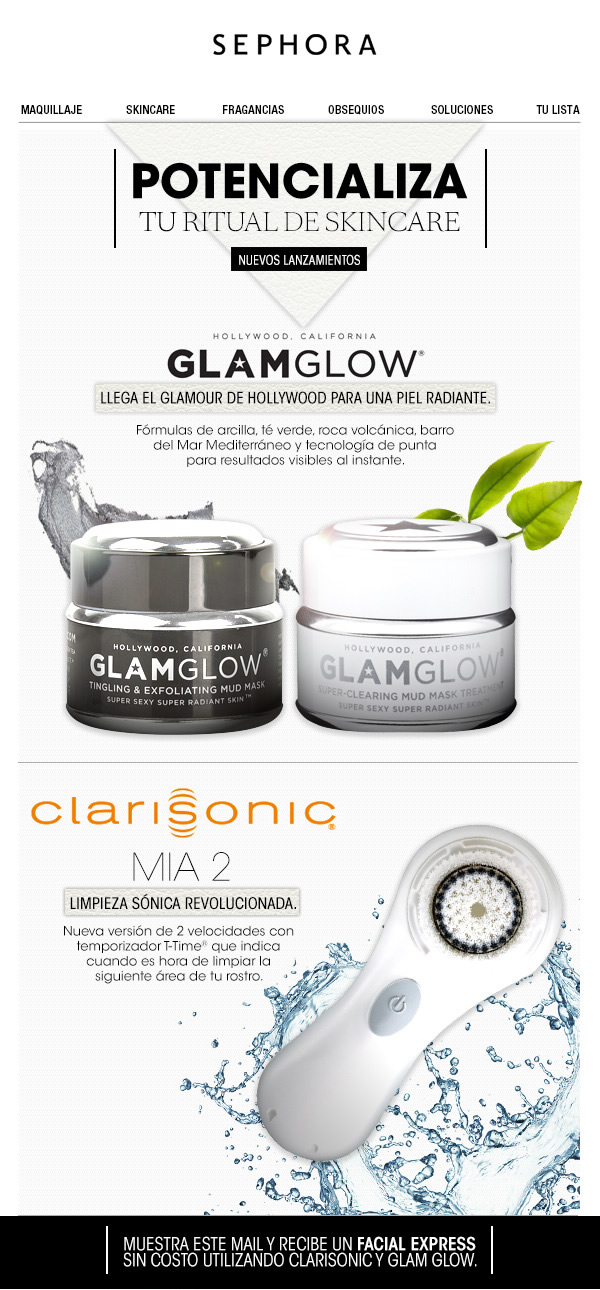 SEPHORA
MAQUILLAJE SKINCARE FRAGANCIAS OBSEQUIOS SOLUCIONES TU LISTA
POTENCIALIZA
TU RITUAL DE SKINCARE
NUEVOS LANZAMIENTOS
HOLLYWOOD, CALIFORNIA
GLAMGLOW®
LLEGA EL GLAMOUR DE HOLLYWOOD PARA UNA PIEL RADIANTE.
Fórmulas de arcilla, té verde, roca volcánica, barro
del Mar Mediterráneo y tecnología de punta
para resultados visibles al instante.
HOLLYWOOD, CALIFORNIA
GLAMGLOW®
TINGLING & EXFOLIATING MUD MASK
SUPER SEXY SUPER RADIANT SKIN™
HOLLYWOOD, CALIFORNIA
GLAMGLOW®
SUPER-CLEARING MUD MASK TREATMENT
SUPER SEXY SUPER RADIANT SKIN™
clarisonic®
MIA 2
LIMPIEZA SÓNICA REVOLUCIONADA.
Nueva versión de 2 velocidades con
temporizador T-Time® que indica
cuando es hora de limpiar la
siguiente área de tu rostro.
MUESTRA ESTE MAIL Y RECIBE UN FACIAL EXPRESS
SIN COSTO UTILIZANDO CLARISONIC Y GLAM GLOW.